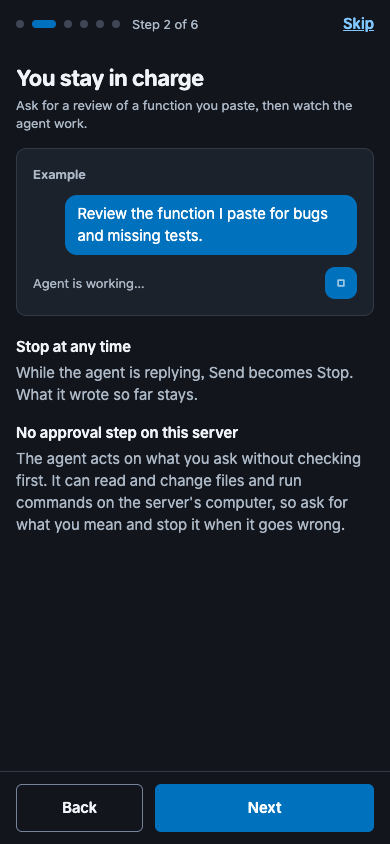 Step 2 of 6
Skip
You stay in charge
Ask for a review of a function you paste, then watch the
agent work.
Example
Review the function I paste for bugs
and missing tests.
Agent is working...
Stop at any time
While the agent is replying, Send becomes Stop.
What it wrote so far stays.
No approval step on this server
The agent acts on what you ask without checking
first. It can read and change files and run
commands on the server's computer, so ask for
what you mean and stop it when it goes wrong.
Back
Next